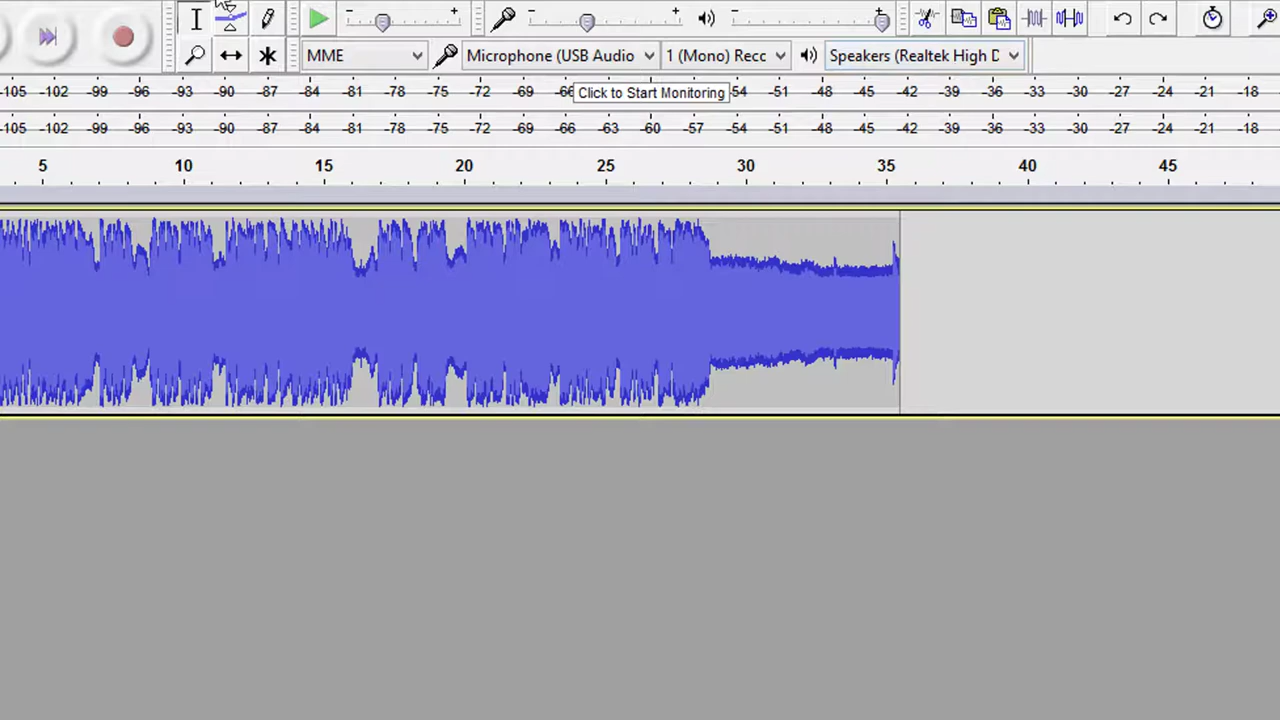 MME Microphone (USB Audio 1 (Mono) Recc Speakers (Realtek High D
-105 -102 -99 -96 -93 -90 -87 -84 -81 -78 -75 -72 -69 -66 Click to Start Monitoring -54 -51 -48 -45 -42 -39 -36 -33 -30 -27 -24 -21 -18
-105 -102 -99 -96 -93 -90 -87 -84 -81 -78 -75 -72 -69 -66 -63 -60 -57 -54 -51 -48 -45 -42 -39 -36 -33 -30 -27 -24 -21 -18
5 10 15 20 25 30 35 40 45